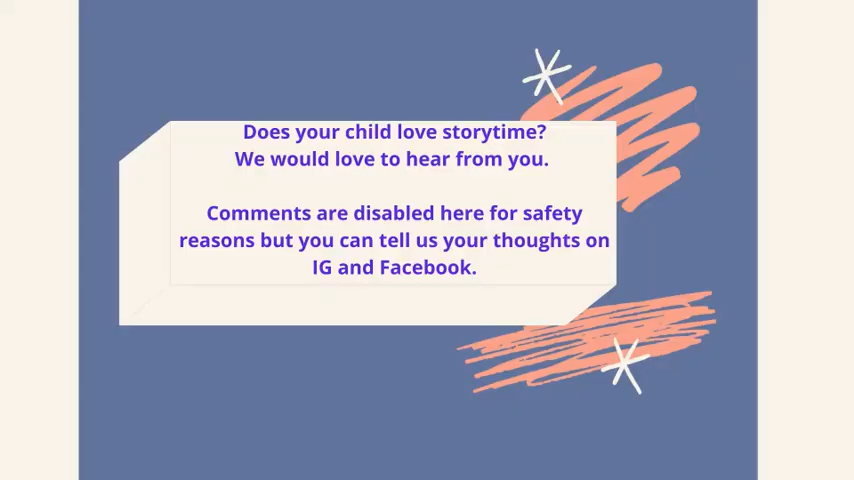 Does your child love storytime?
We would love to hear from you.
Comments are disabled here for safety
reasons but you can tell us your thoughts on
IG and Facebook.